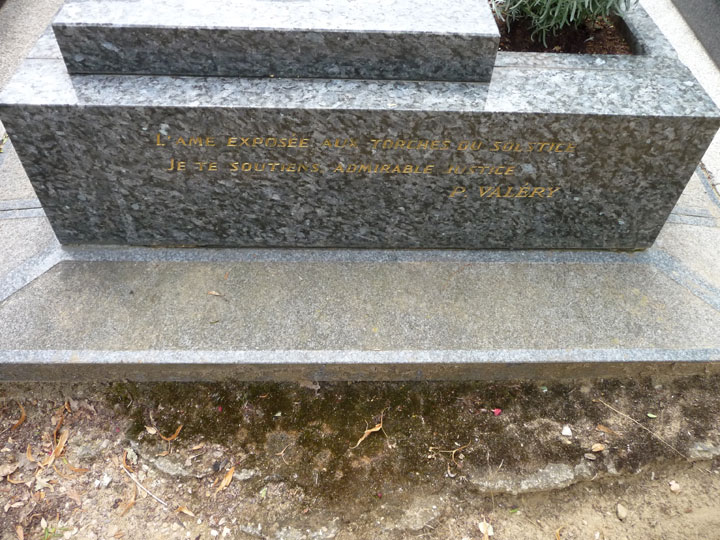 L'AME EXPOSÉE AUX TORCHES DU SOLSTICE
JE TE SOUTIENS, ADMIRABLE JUSTICE
P. VALÉRY